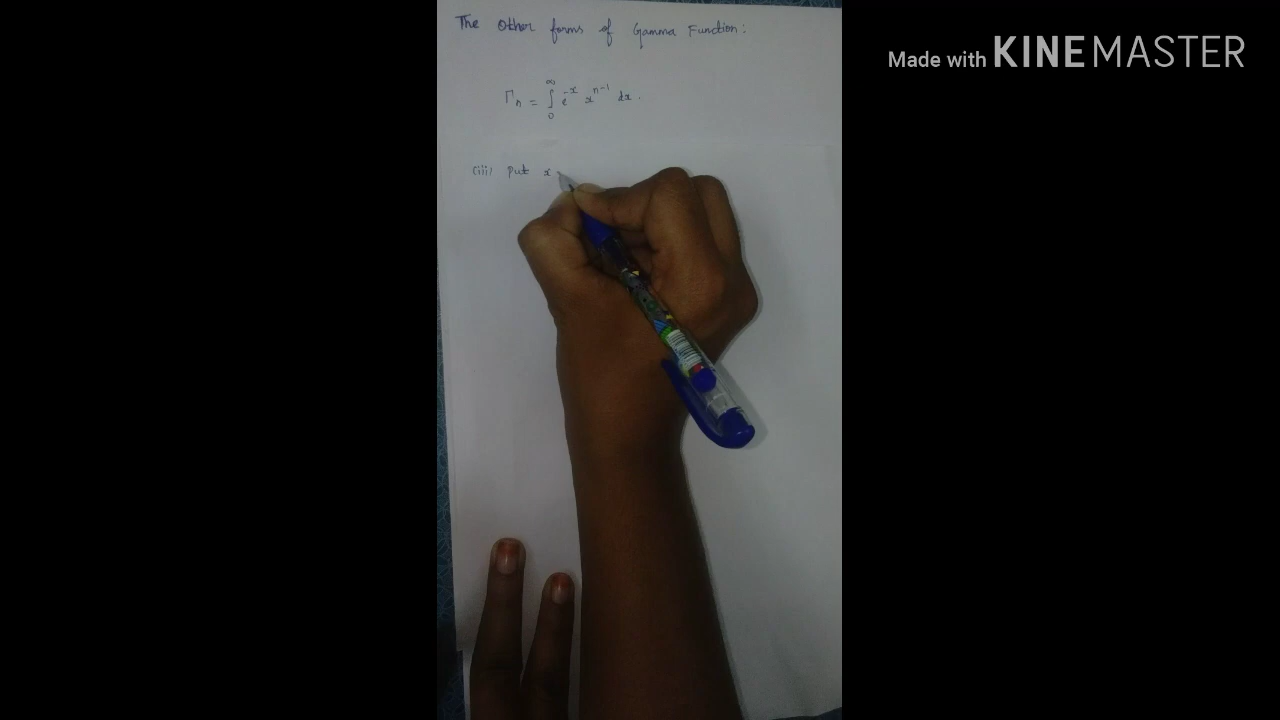 The Other forms of Gamma Function:
Made with KINEMASTER
Γn = ∫₀^∞ e^-x x^n-1 dx.
(iii) put x